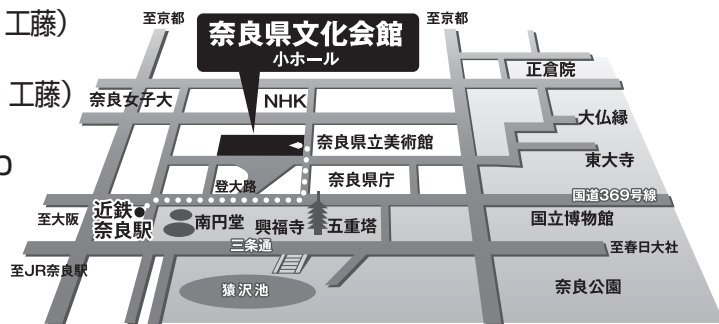 工藤）
工藤）
至京都
奈良県文化会館
小ホール
至京都
正倉院
奈良女子大
NHK
大仏縁
奈良県立美術館
東大寺
奈良県庁
登大路
国道369号線
至大阪
近鉄
奈良駅
南円堂
興福寺
五重塔
国立博物館
三条通
至春日大社
至JR奈良駅
猿沢池
奈良公園